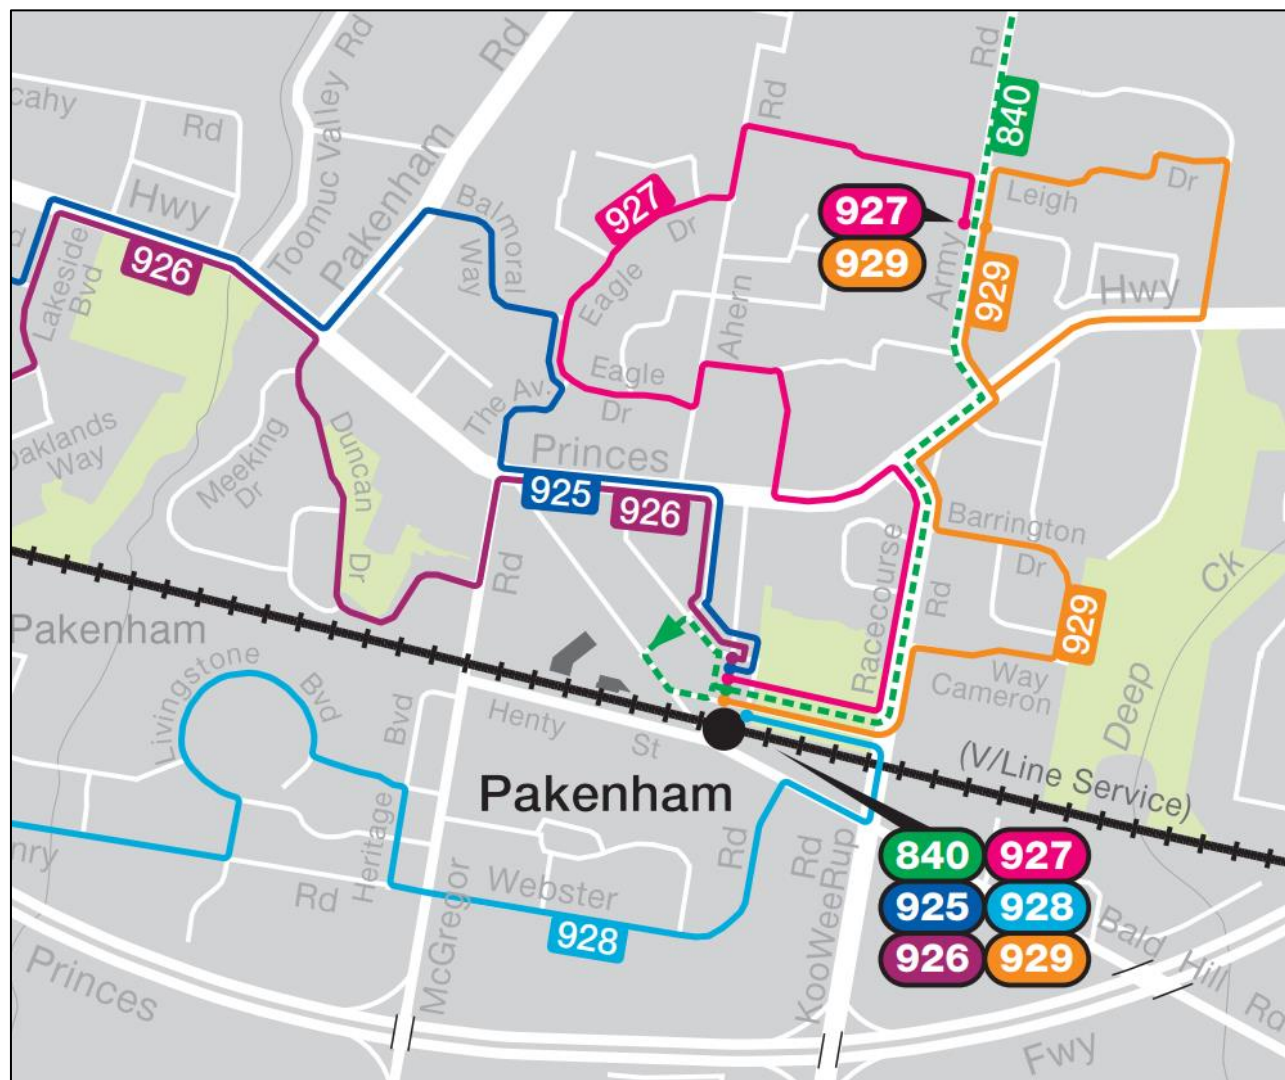 cahy
Rd
Hwy
Toomuc Valley Rd
Pakenham
Rd
Balmoral
Way
927
Rd
Rd
840
Leigh
Dr
927
929
Army
929
Hwy
926
Lakeside
Bvd
Eagle
Dr
Ahern
Eagle
Dr
The Av.
Princes
Oaklands
Way
Meeking
Dr
Duncan
Dr
925
926
Racecourse
Rd
Barrington
Dr
929
Way
Cameron
Ck
Deep
Rd
Pakenham
Livingstone
Bvd
Bvd
Henty
St
Pakenham
(V/Line Service)
840
927
925
928
926
929
nry
Rd
Heritage
McGregor
Webster
Rd
928
Rd
KooWeeRup
Bald Hill Rd
Princes
Fwy